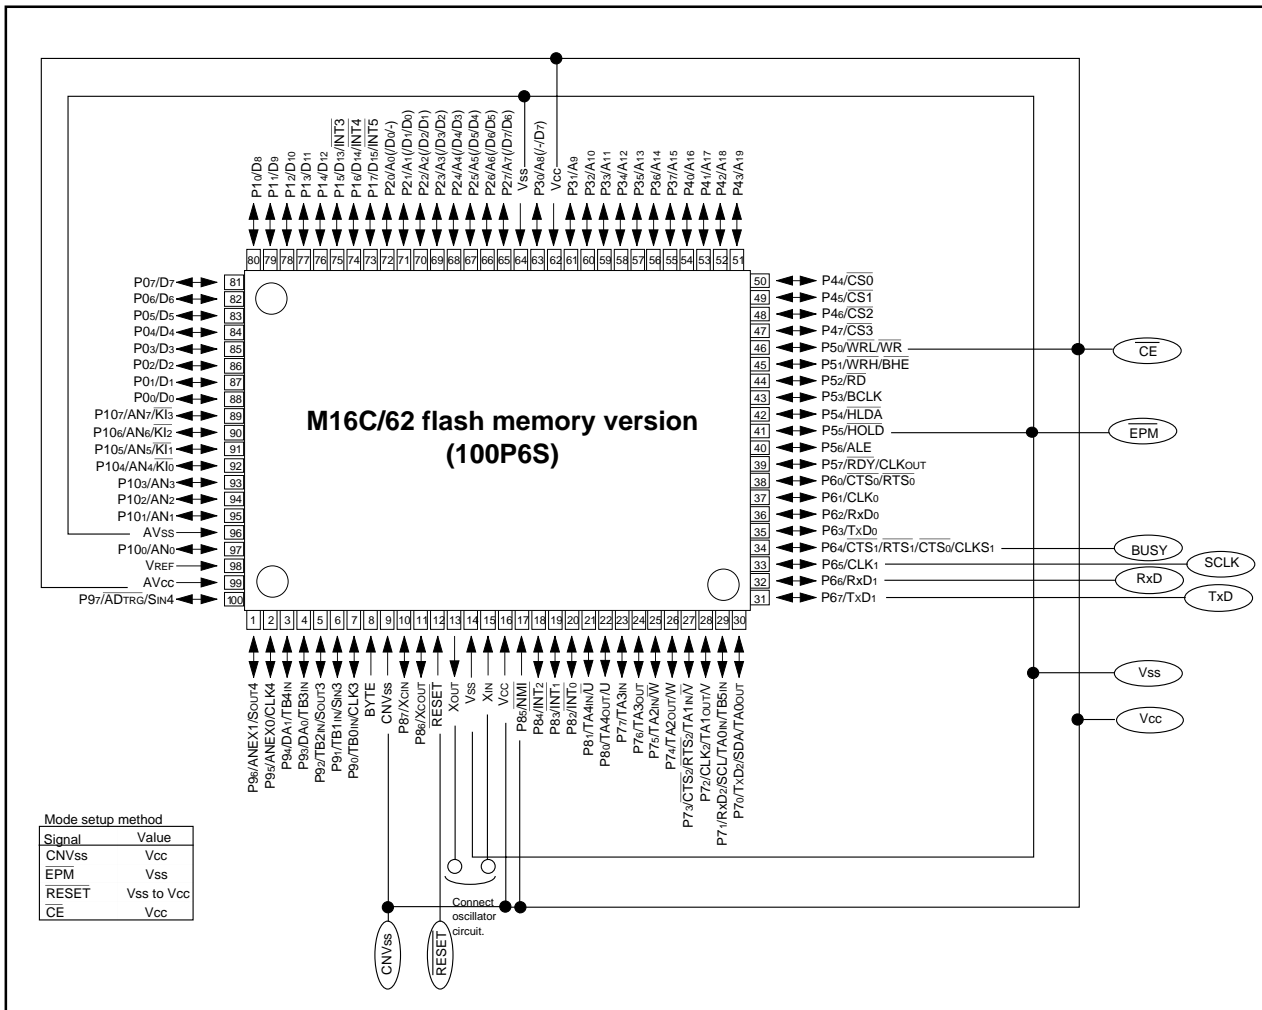 P10/D8
P11/D9
P12/D10
P13/D11
P14/D12
P15/D13/INT3
P16/D14/INT4
P17/D15/INT5
P20/A0(/D0/-)
P21/A1(/D1/D0)
P22/A2(/D2/D1)
P23/A3(/D3/D2)
P24/A4(/D4/D3)
P25/A5(/D5/D4)
P26/A6(/D6/D5)
P27/A7(/D7/D6)
Vss
P30/A8(/-/D7)
Vcc
P31/A9
P32/A10
P33/A11
P34/A12
P35/A13
P36/A14
P37/A15
P40/A16
P41/A17
P42/A18
P43/A19
80 79 78 77 76 75 74 73 72 71 70 69 68 67 66 65 64 63 62 61 60 59 58 57 56 55 54 53 52 51
P07/D7 81
P06/D6 82
P05/D5 83
P04/D4 84
P03/D3 85
P02/D2 86
P01/D1 87
P00/D0 88
P107/AN7/KI3 89
P106/AN6/KI2 90
P105/AN5/KI1 91
P104/AN4/KI0 92
P103/AN3 93
P102/AN2 94
P101/AN1 95
AVSS 96
P100/AN0 97
VREF 98
AVcc 99
P97/ADTRG/SIN4 100
M16C/62 flash memory version
(100P6S)
50 P44/CS0
49 P45/CS1
48 P46/CS2
47 P47/CS3
46 P50/WRL/WR
45 P51/WRH/BHE
44 P52/RD
43 P53/BCLK
42 P54/HLDA
41 P55/HOLD
40 P56/ALE
39 P57/RDY/CLKOUT
38 P60/CTS0/RTS0
37 P61/CLK0
36 P62/RxD0
35 P63/TXD0
34 P64/CTS1/RTS1/CTS0/CLKS1
33 P65/CLK1
32 P66/RxD1
31 P67/TXD1
CE
EPM
BUSY
SCLK
RxD
TxD
Vss
Vcc
1 2 3 4 5 6 7 8 9 10 11 12 13 14 15 16 17 18 19 20 21 22 23 24 25 26 27 28 29 30
P96/ANEX1/SOUT4
P95/ANEX0/CLK4
P94/DA1/TB4IN
P93/DA0/TB3IN
P92/TB2IN/SOUT3
P91/TB1IN/SIN3
P90/TB0IN/CLK3
BYTE
CNVss
P87/XCIN
P86/XCOUT
RESET
XOUT
Vss
XIN
Vcc
P85/NMI
P84/INT2
P83/INT1
P82/INT0
P81/TA4IN/U
P80/TA4OUT/U
P77/TA3IN
P76/TA3OUT
P75/TA2IN/W
P74/TA2OUT/W
P73/CTS2/RTS2/TA1IN/V
P72/CLK2/TA1OUT/V
P71/RxD2/SCL/TA0IN/TB5IN
P70/TXD2/SDA/TA0OUT
Connect
oscillator
circuit.
CNVss
RESET
Mode setup method
Signal Value
CNVss Vcc
EPM Vss
RESET Vss to Vcc
CE Vcc